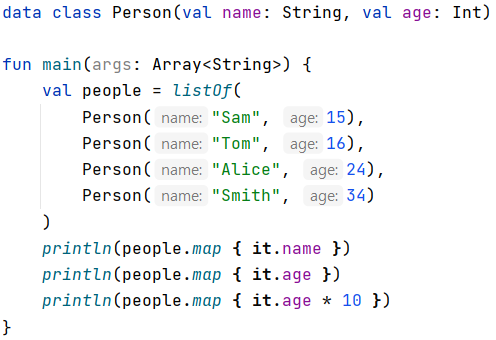 data class Person(val name: String, val age: Int)
fun main(args: Array<String>) {
    val people = listOf(
        Person( name: "Sam",  age: 15),
        Person( name: "Tom",  age: 16),
        Person( name: "Alice",  age: 24),
        Person( name: "Smith",  age: 34)
    )
    println(people.map { it.name })
    println(people.map { it.age })
    println(people.map { it.age * 10 })
}